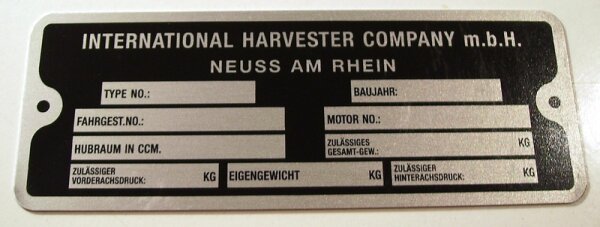 INTERNATIONAL HARVESTER COMPANY m.b.H.
NEUSS AM RHEIN
TYPE NO.: BAUJAHR:
FAHRGEST.NO.: MOTOR NO.:
HUBRAUM IN CCM. ZULÄSSIGES GESAMT-GEW.: KG
ZULÄSSIGER VORDERACHSDRUCK: KG EIGENGEWICHT KG ZULÄSSIGER HINTERACHSDRUCK: KG